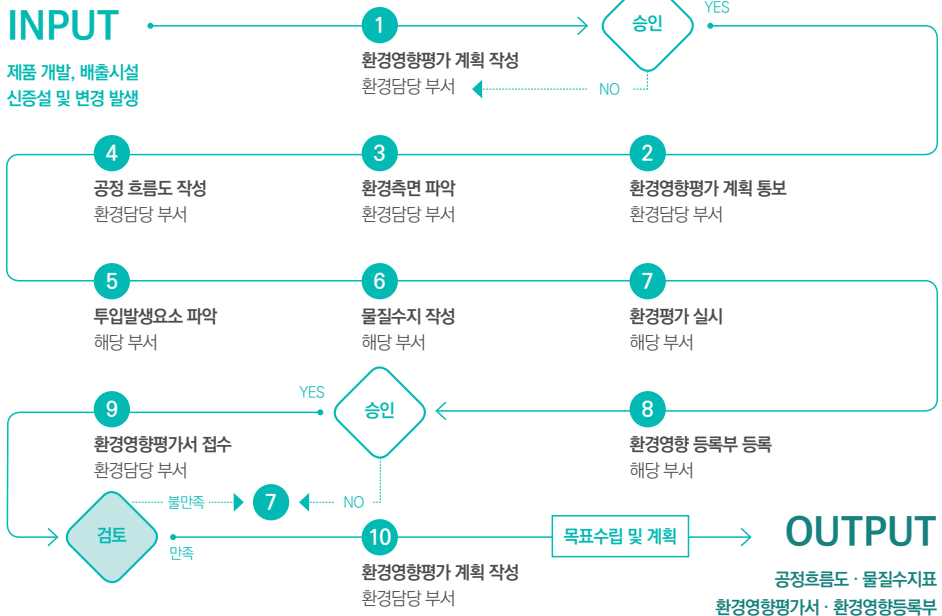 INPUT
제품 개발, 배출시설
신증설 및 변경 발생
1
환경영향평가 계획 작성
환경담당 부서
승인
YES
NO
4
공정 흐름도 작성
환경담당 부서
3
환경측면 파악
환경담당 부서
2
환경영향평가 계획 통보
환경담당 부서
5
투입발생요소 파악
해당 부서
6
물질수지 작성
해당 부서
7
환경평가 실시
해당 부서
9
환경영향평가서 접수
환경담당 부서
YES
승인
8
환경영향 등록부 등록
해당 부서
불만족
7
NO
검토
만족
10
환경영향평가 계획 작성
환경담당 부서
목표수립 및 계획
OUTPUT
공정흐름도 · 물질수지표
환경영향평가서 · 환경영향등록부